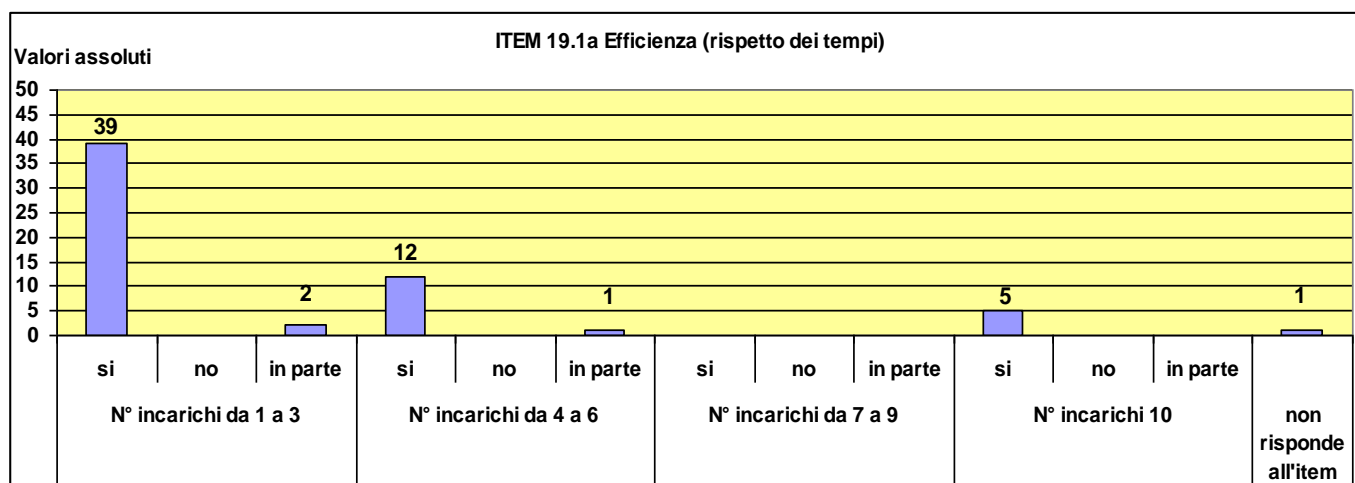 ITEM 19.1a Efficienza (rispetto dei tempi)
Valori assoluti
50
45
40
35
30
25
20
15
10
5
0
39
2
12
1
5
1
si no in parte si no in parte si no in parte si no in parte
N° incarichi da 1 a 3 N° incarichi da 4 a 6 N° incarichi da 7 a 9 N° incarichi 10 non
risponde
all'item